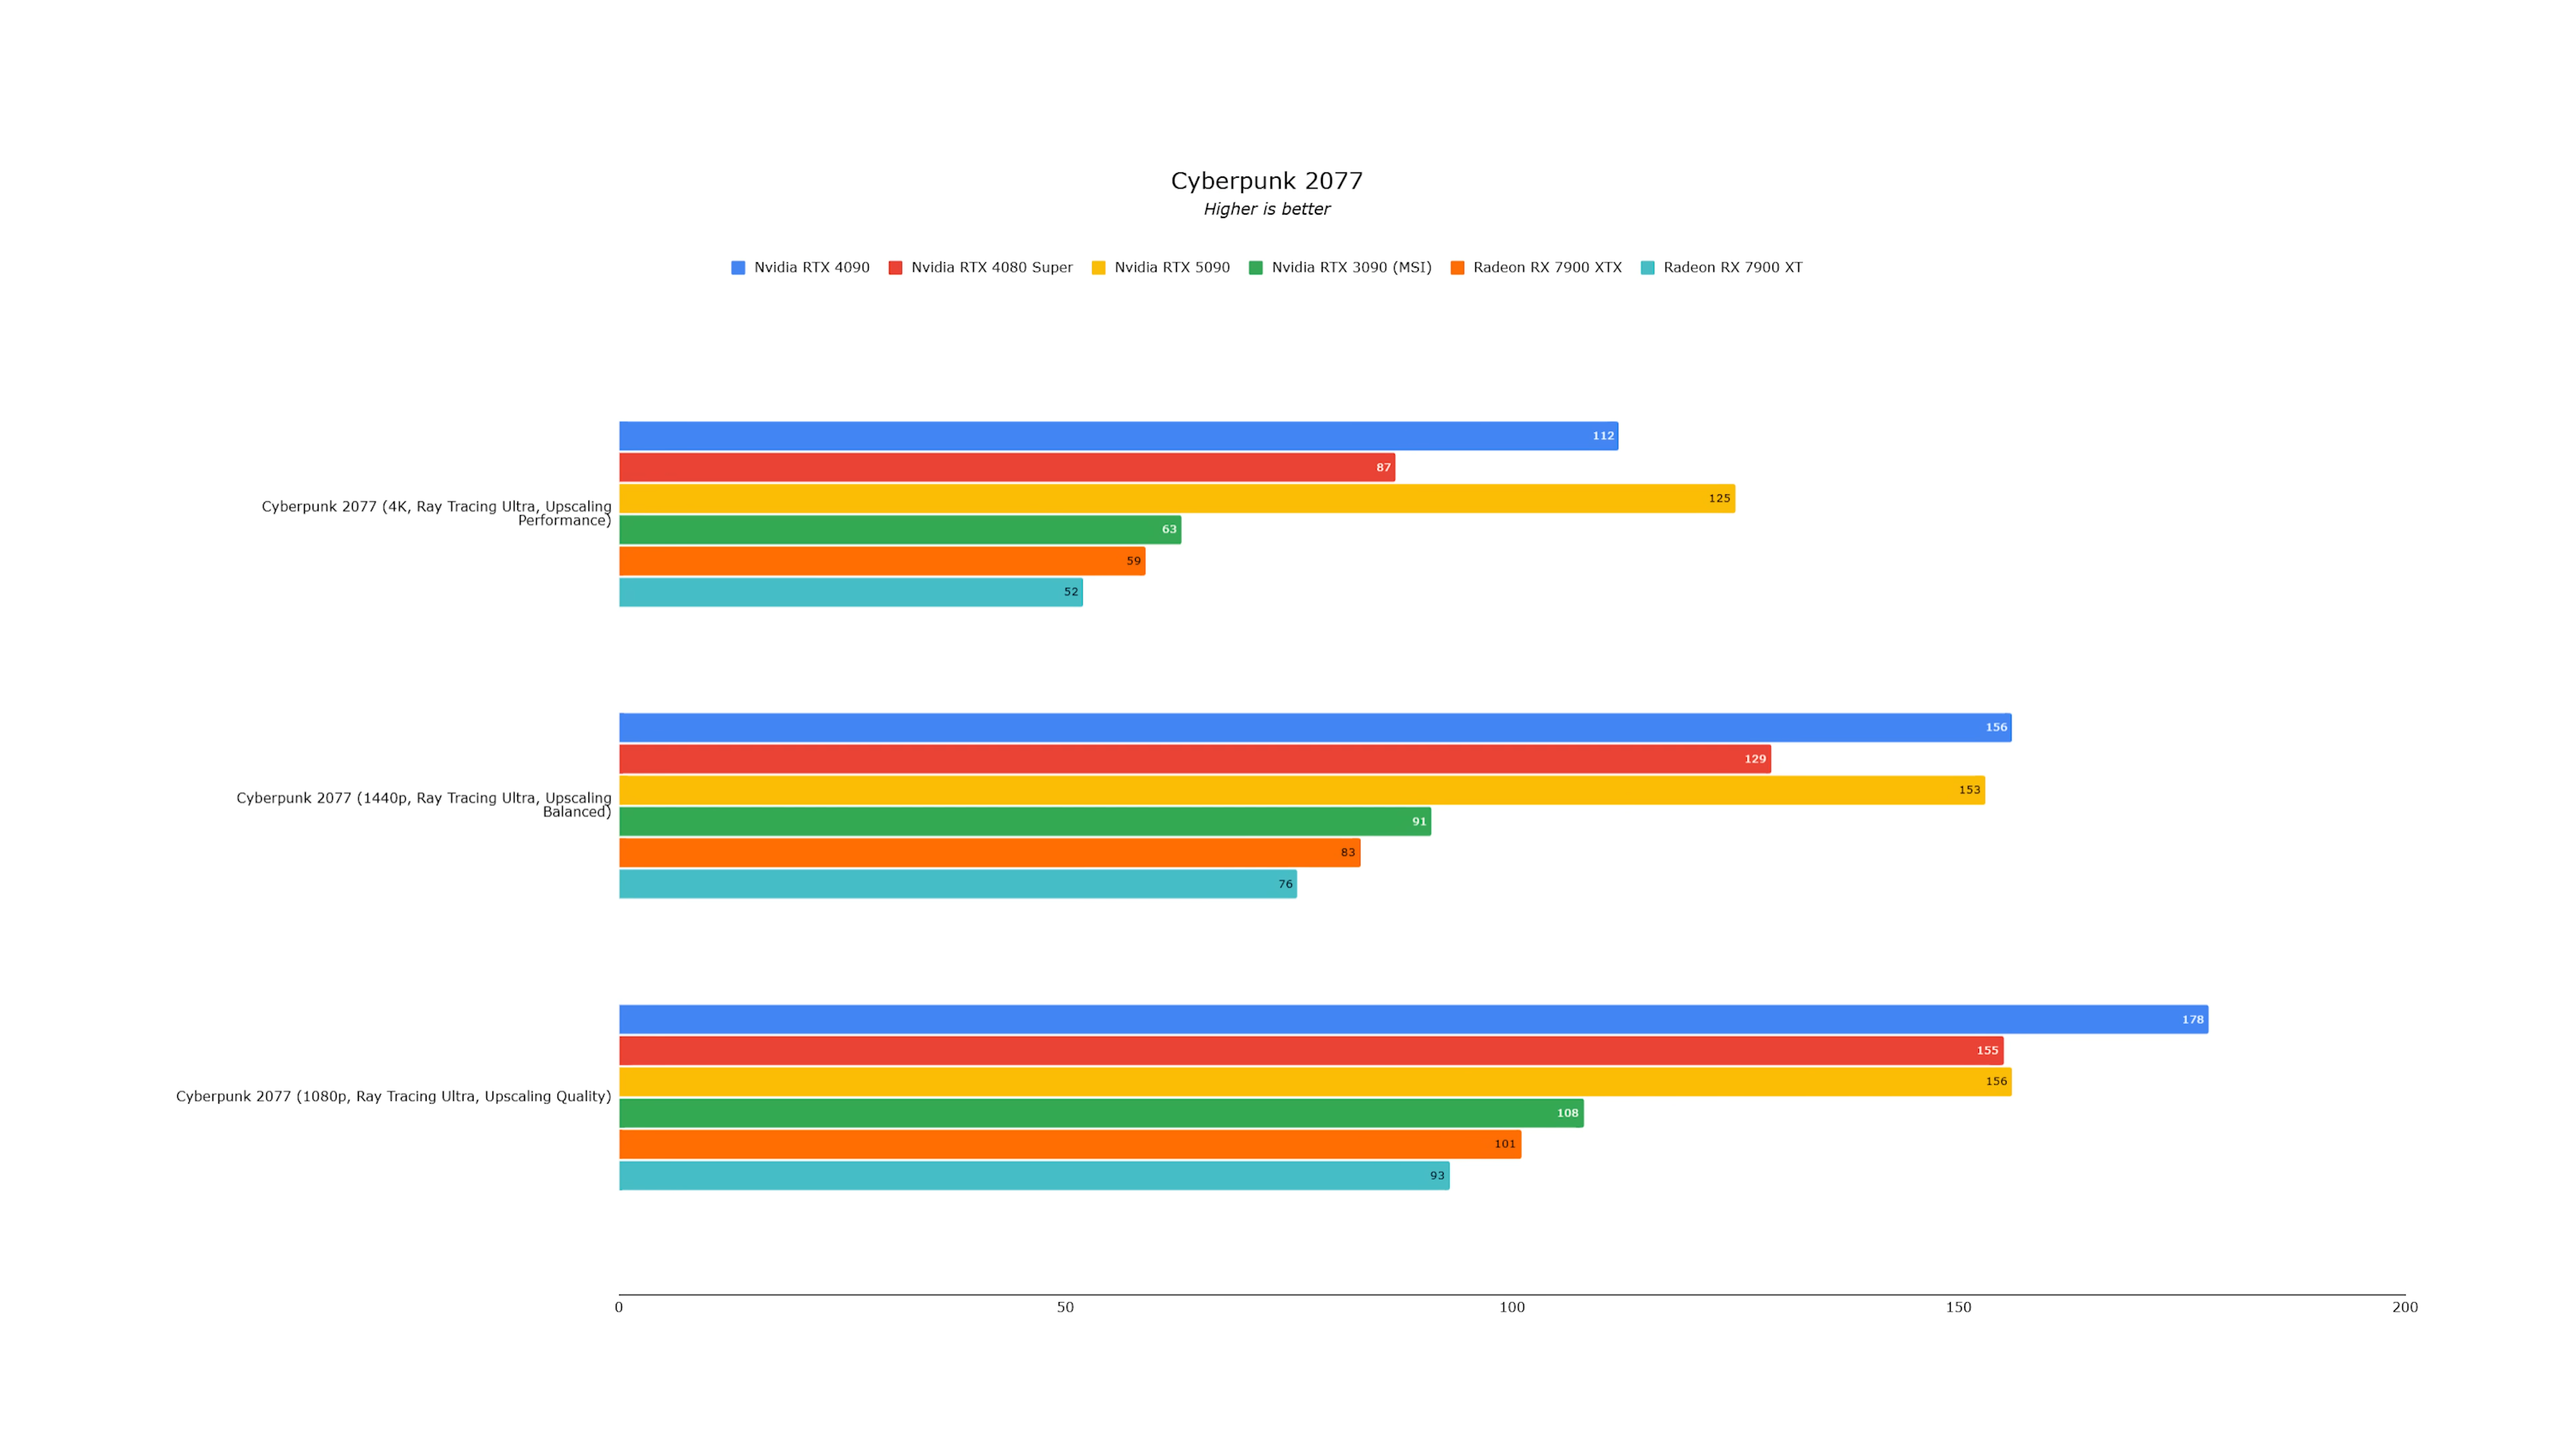 Cyberpunk 2077
Higher is better
Nvidia RTX 4090 Nvidia RTX 4080 Super Nvidia RTX 5090 Nvidia RTX 3090 (MSI) Radeon RX 7900 XTX Radeon RX 7900 XT
Cyberpunk 2077 (4K, Ray Tracing Ultra, Upscaling
Performance)
112
87
125
63
59
52
Cyberpunk 2077 (1440p, Ray Tracing Ultra, Upscaling
Balanced)
156
129
153
91
83
76
Cyberpunk 2077 (1080p, Ray Tracing Ultra, Upscaling Quality)
178
155
156
108
101
93
0 50 100 150 200